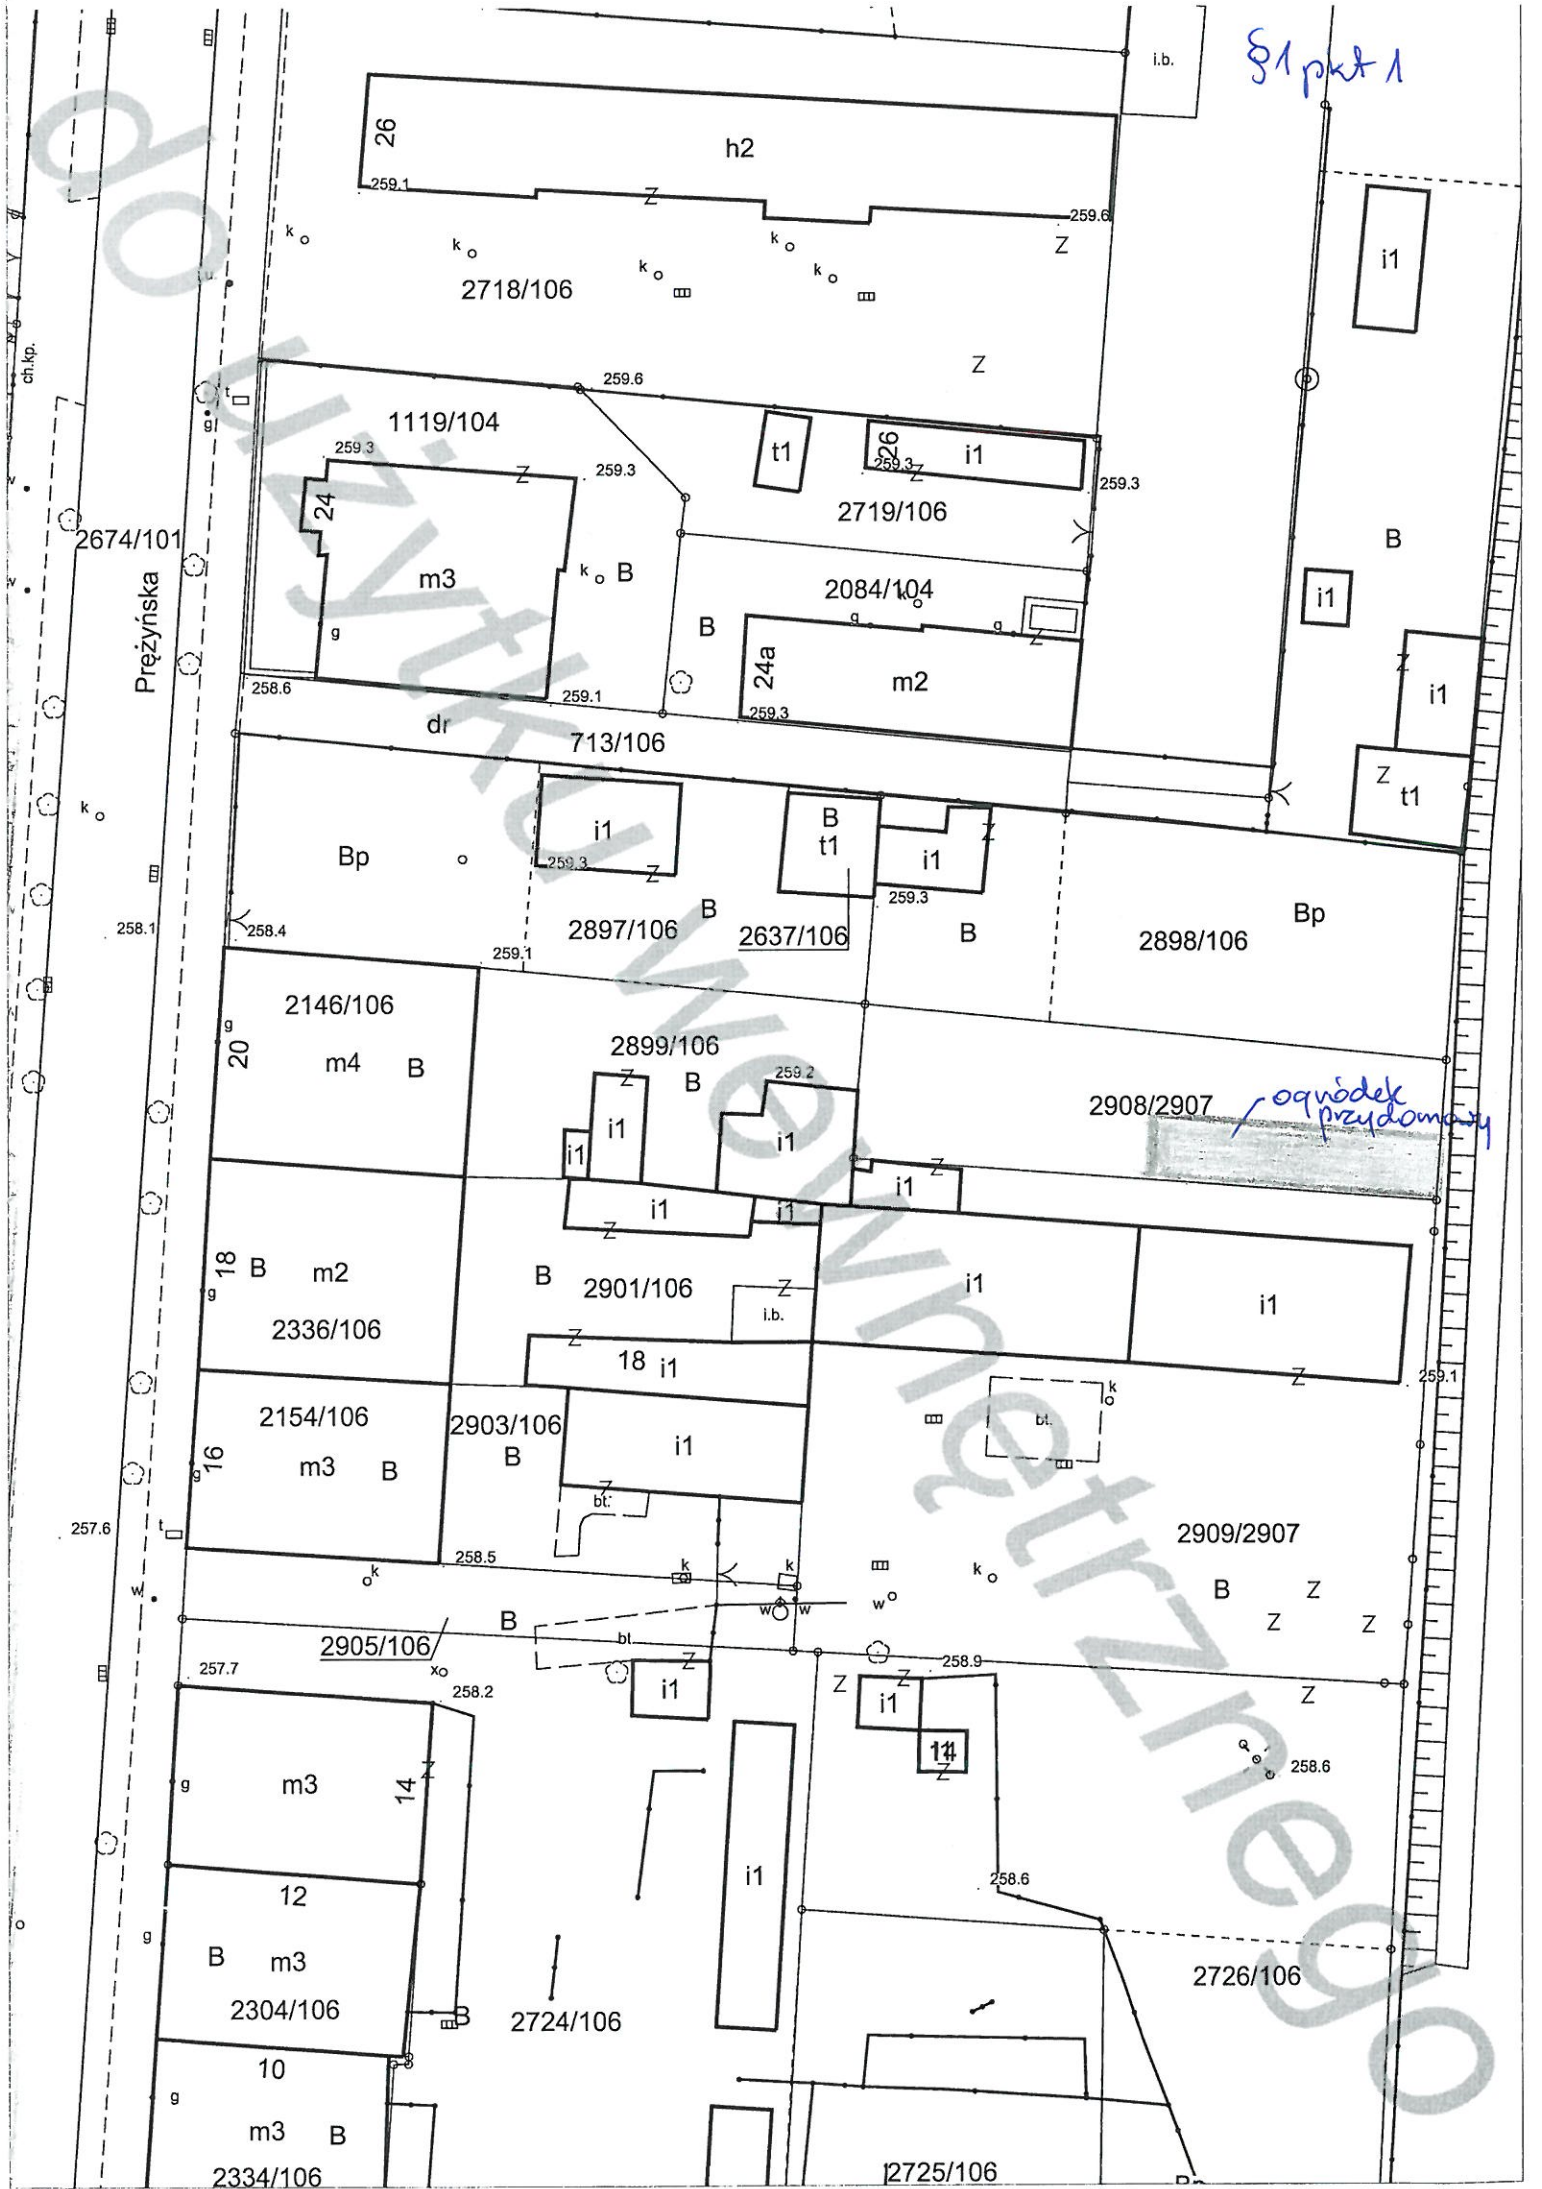 §1 pkt 1
i.b.
26
h2
259.1
Z
259.6
k
k
k
k
k
Z
u.
2718/106
i1
ch.kp.
Z
259.6
t
g
1119/104
259.3
Z
259.3
24
t1
26
i1
259.3
Z
259.3
2719/106
2674/101
B
Prężyńska
m3
k
B
2084/104
k
i1
g
B
g
g
Z
24a
m2
Z
i1
258.6
259.1
259.3
dr
713/106
Z
t1
k
Bp
i1
259.3
Z
B
t1
i1
Z
259.3
B
Bp
258.1
258.4
2897/106
2637/106
B
2898/106
259.1
2146/106
g
20
m4
B
2899/106
Z
B
259.2
2908/2907
ogródek
przydomowy
i1
i1
i1
Z
i1
i1
i1
Z
18
B
m2
B
2901/106
Z
i1
i1
g
i.b.
2336/106
Z
18
i1
Z
259.1
k
bt.
2154/106
2903/106
16
m3
B
B
i1
g
Z
bt.
257.6
t
2909/2907
258.5
k
k
k
k
B
Z
w
w
w
w
Z
Z
B
2905/106
bt.
257.7
x
258.2
Z
i1
258.9
Z
Z
i1
Z
14
Z
258.6
g
m3
14
Z
i1
258.6
12
g
B
m3
2304/106
B
2724/106
2726/106
10
g
m3
B
2334/106
2725/106
Bp
do użytku wewnętrznego